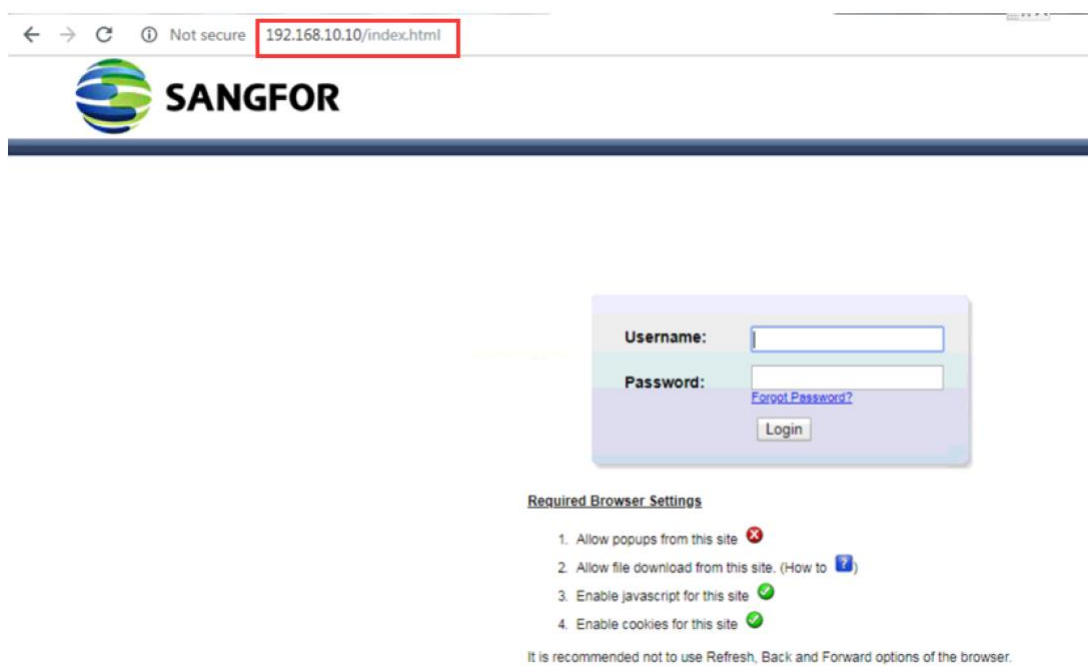 Not secure 192.168.10.10/index.html
SANGFOR
Username:
Password:
Forgot Password?
Login
Required Browser Settings
1. Allow popups from this site
2. Allow file download from this site. (How to ?)
3. Enable javascript for this site
4. Enable cookies for this site
It is recommended not to use Refresh, Back and Forward options of the browser.